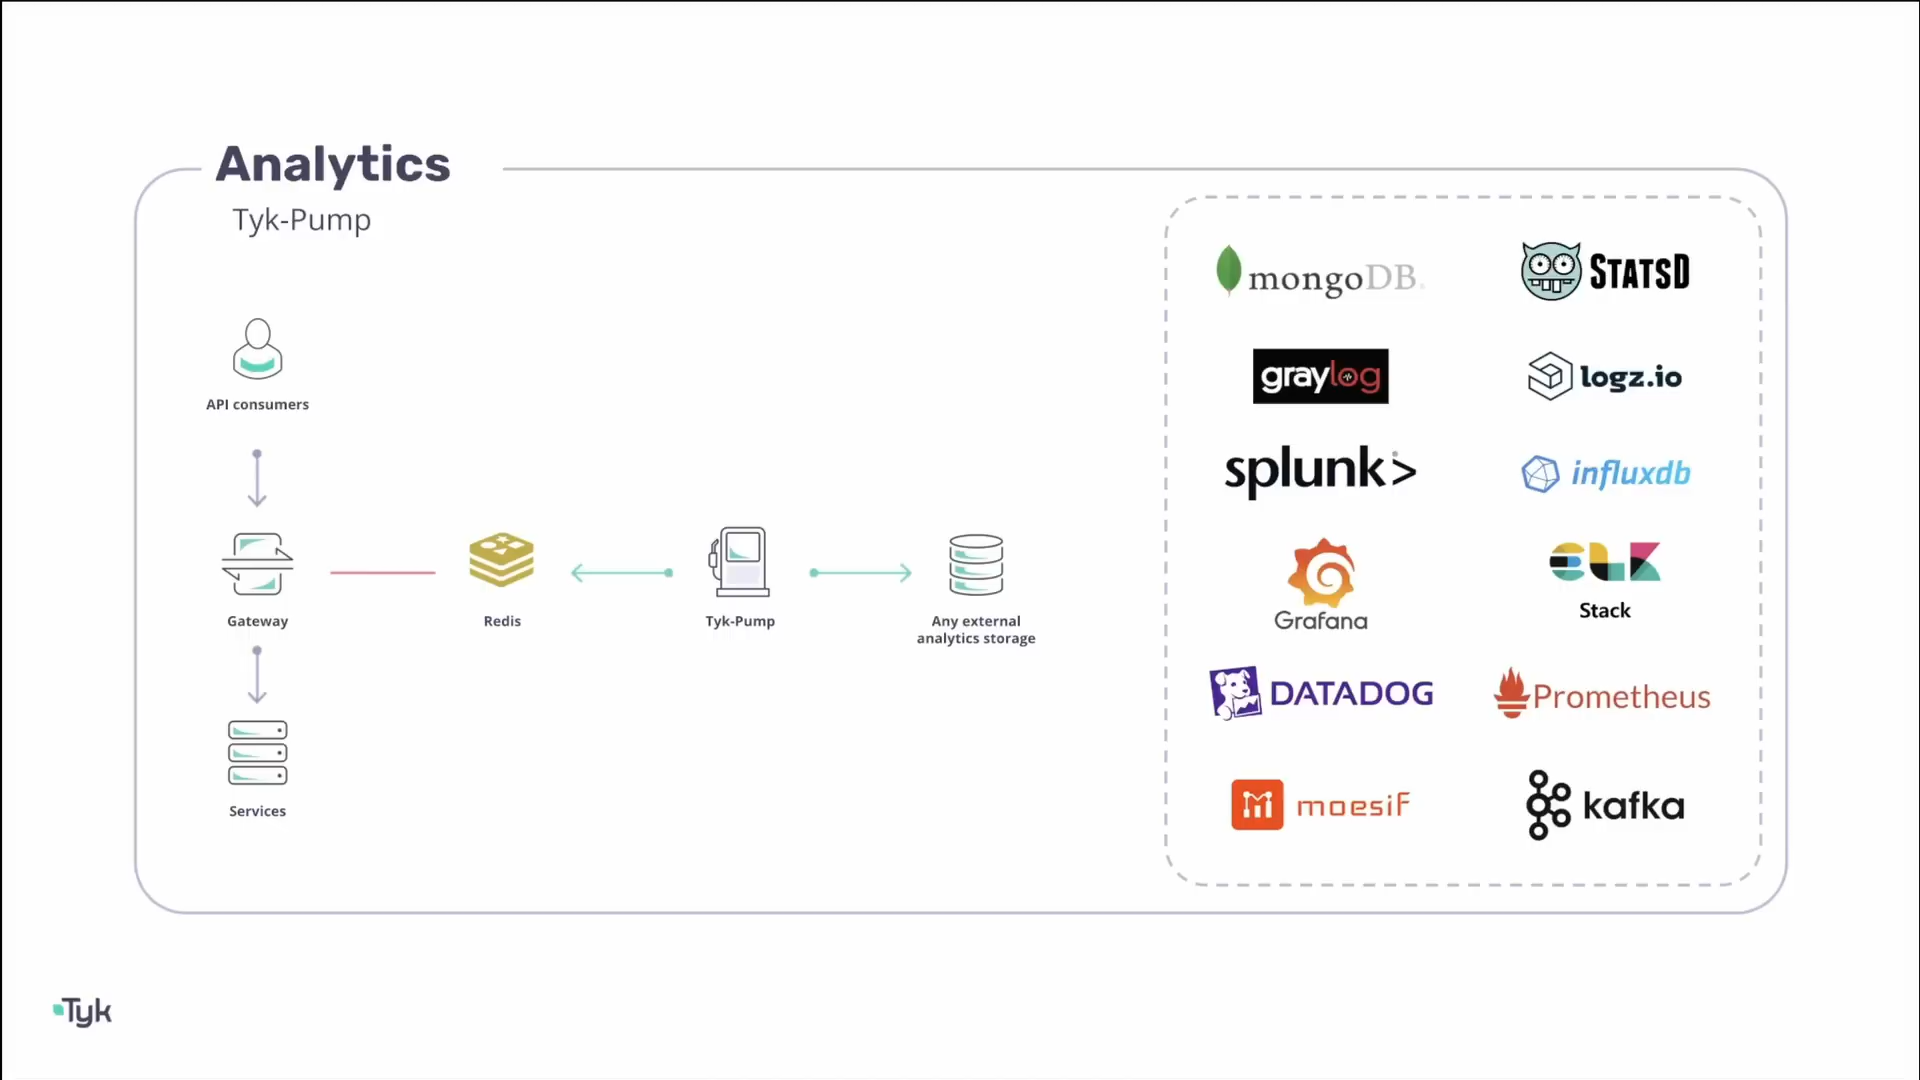 Analytics
Tyk-Pump
API consumers
Gateway
Redis
Tyk-Pump
Any external
analytics storage
Services
mongoDB.
STATSD
graylog
logz.io
splunk>
influxdb
Grafana
ELK
Stack
DATADOG
Prometheus
moesif
kafka
Tyk